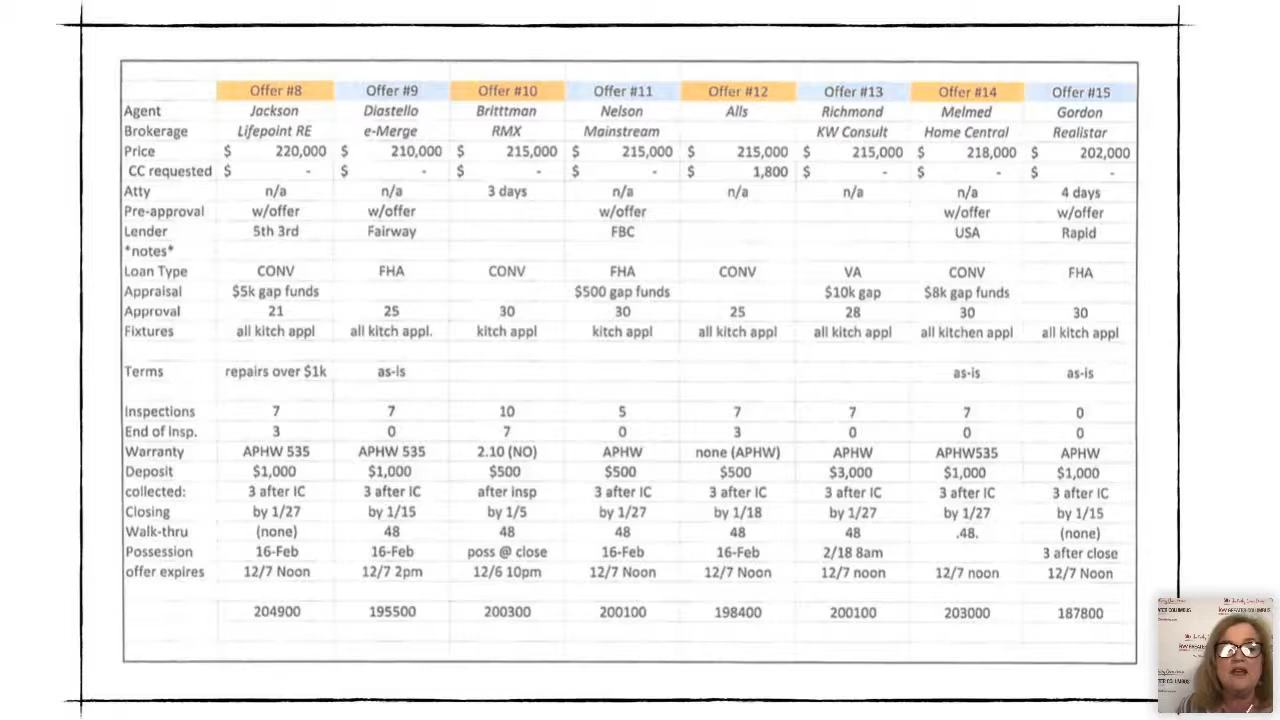 Offer #8 Offer #9 Offer #10 Offer #11 Offer #12 Offer #13 Offer #14 Offer #15
Agent Jackson Diastello Britttman Nelson Alls Richmond Melmed Gordon
Brokerage Lifepoint RE e-Merge RMX Mainstream KW Consult Home Central Realistar
Price $ 220,000 $ 210,000 $ 215,000 $ 215,000 $ 215,000 $ 215,000 $ 218,000 $ 202,000
CC requested $ - $ - $ - $ - $ 1,800 $ - $ - $ -
Atty n/a n/a 3 days n/a n/a n/a n/a 4 days
Pre-approval w/offer w/offer w/offer w/offer w/offer
Lender 5th 3rd Fairway FBC USA Rapid
*notes*
Loan Type CONV FHA CONV FHA CONV VA CONV FHA
Appraisal $5k gap funds $500 gap funds $10k gap $8k gap funds
Approval 21 25 30 30 25 28 30 30
Fixtures all kitch appl all kitch appl. kitch appl kitch appl all kitch appl all kitch appl all kitchen appl all kitch appl
Terms repairs over $1k as-is as-is as-is
Inspections 7 7 10 5 7 7 7 0
End of Insp. 3 0 7 0 3 0 0 0
Warranty APHW 535 APHW 535 2.10 (NO) APHW none (APHW) APHW APHW535 APHW
Deposit $1,000 $1,000 $500 $500 $500 $3,000 $1,000 $1,000
collected: 3 after IC 3 after IC after insp 3 after IC 3 after IC 3 after IC 3 after IC 3 after IC
Closing by 1/27 by 1/15 by 1/5 by 1/27 by 1/18 by 1/27 by 1/27 by 1/15
Walk-thru (none) 48 48 48 48 48 .48. (none)
Possession 16-Feb 16-Feb poss @ close 16-Feb 16-Feb 2/18 8am 3 after close
offer expires 12/7 Noon 12/7 2pm 12/6 10pm 12/7 Noon 12/7 Noon 12/7 noon 12/7 noon 12/7 Noon
204900 195500 200300 200100 198400 200100 203000 187800